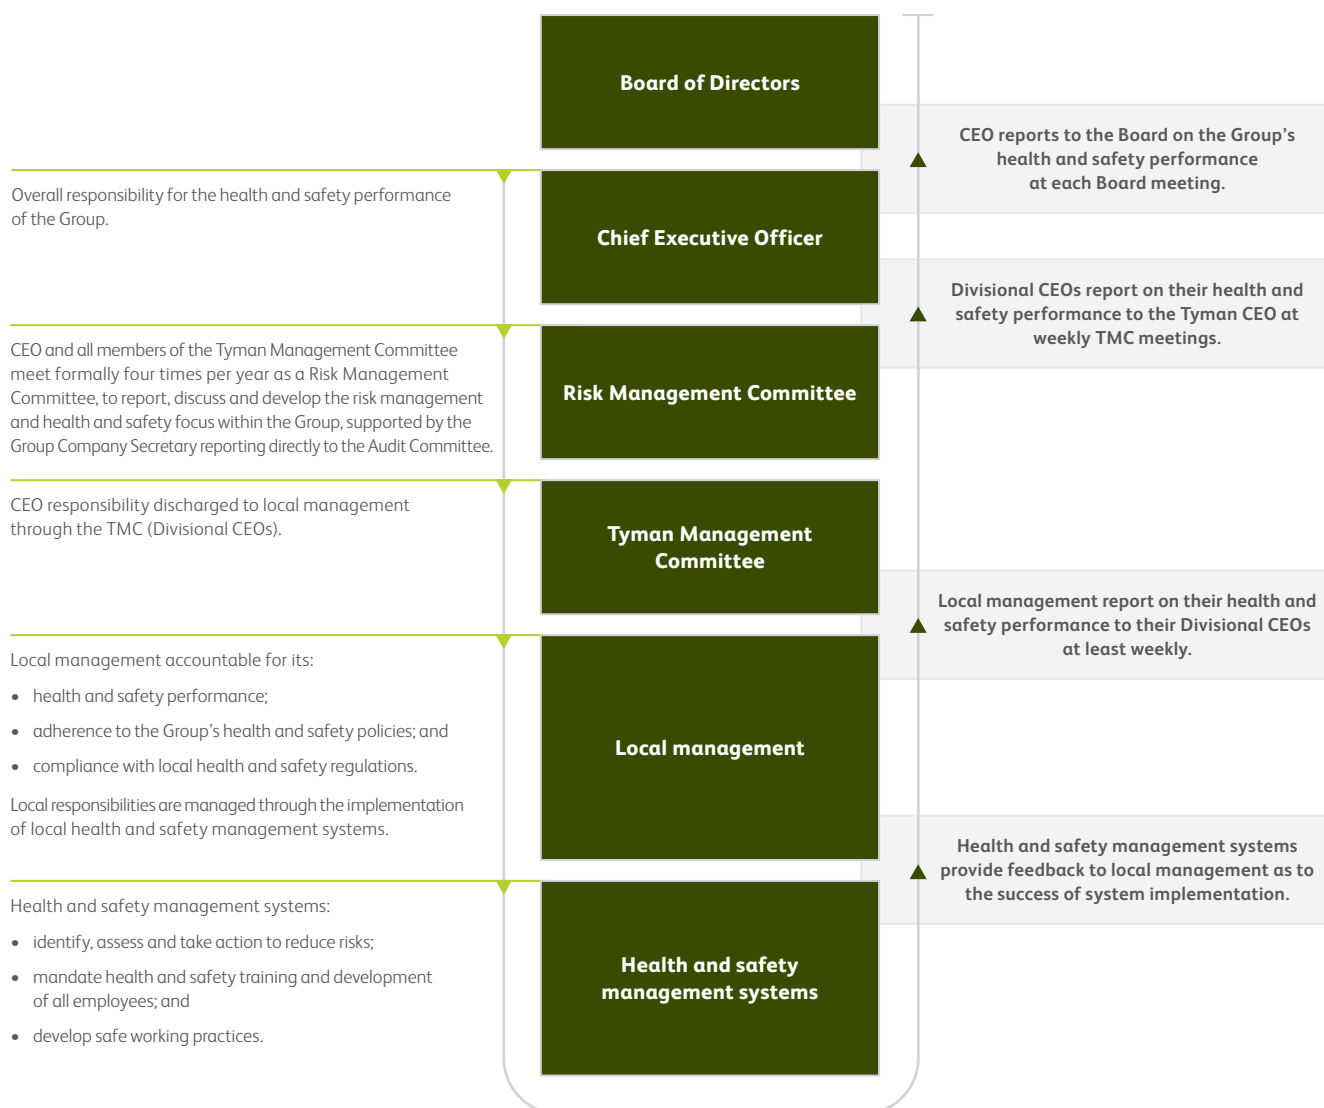 Board of Directors
CEO reports to the Board on the Group’s
health and safety performance
at each Board meeting.
Overall responsibility for the health and safety performance
of the Group.
Chief Executive Officer
Divisional CEOs report on their health and
safety performance to the Tyman CEO at
weekly TMC meetings.
CEO and all members of the Tyman Management Committee
meet formally four times per year as a Risk Management
Committee, to report, discuss and develop the risk management
and health and safety focus within the Group, supported by the
Group Company Secretary reporting directly to the Audit Committee.
Risk Management Committee
CEO responsibility discharged to local management
through the TMC (Divisional CEOs).
Tyman Management
Committee
Local management report on their health and
safety performance to their Divisional CEOs
at least weekly.
Local management accountable for its:
• health and safety performance;
• adherence to the Group’s health and safety policies; and
• compliance with local health and safety regulations.
Local responsibilities are managed through the implementation
of local health and safety management systems.
Local management
Health and safety management systems
provide feedback to local management as to
the success of system implementation.
Health and safety management systems:
• identify, assess and take action to reduce risks;
• mandate health and safety training and development
of all employees; and
• develop safe working practices.
Health and safety
management systems